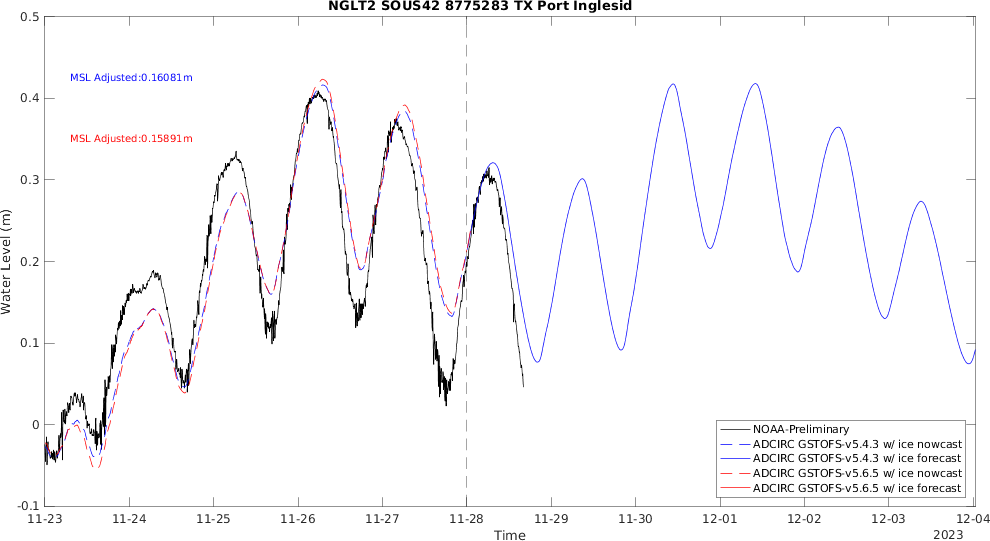 NGLT2 SOUS42 8775283 TX Port Inglesid
MSL Adjusted:0.16081m
MSL Adjusted:0.15891m
Water Level (m)
0.5
0.4
0.3
0.2
0.1
0
-0.1
NOAA-Preliminary
ADCIRC GSTOFS-v5.4.3 w/ ice nowcast
ADCIRC GSTOFS-v5.4.3 w/ ice forecast
ADCIRC GSTOFS-v5.6.5 w/ ice nowcast
ADCIRC GSTOFS-v5.6.5 w/ ice forecast
11-23 11-24 11-25 11-26 11-27 11-28 11-29 11-30 12-01 12-02 12-03 12-04
Time
2023